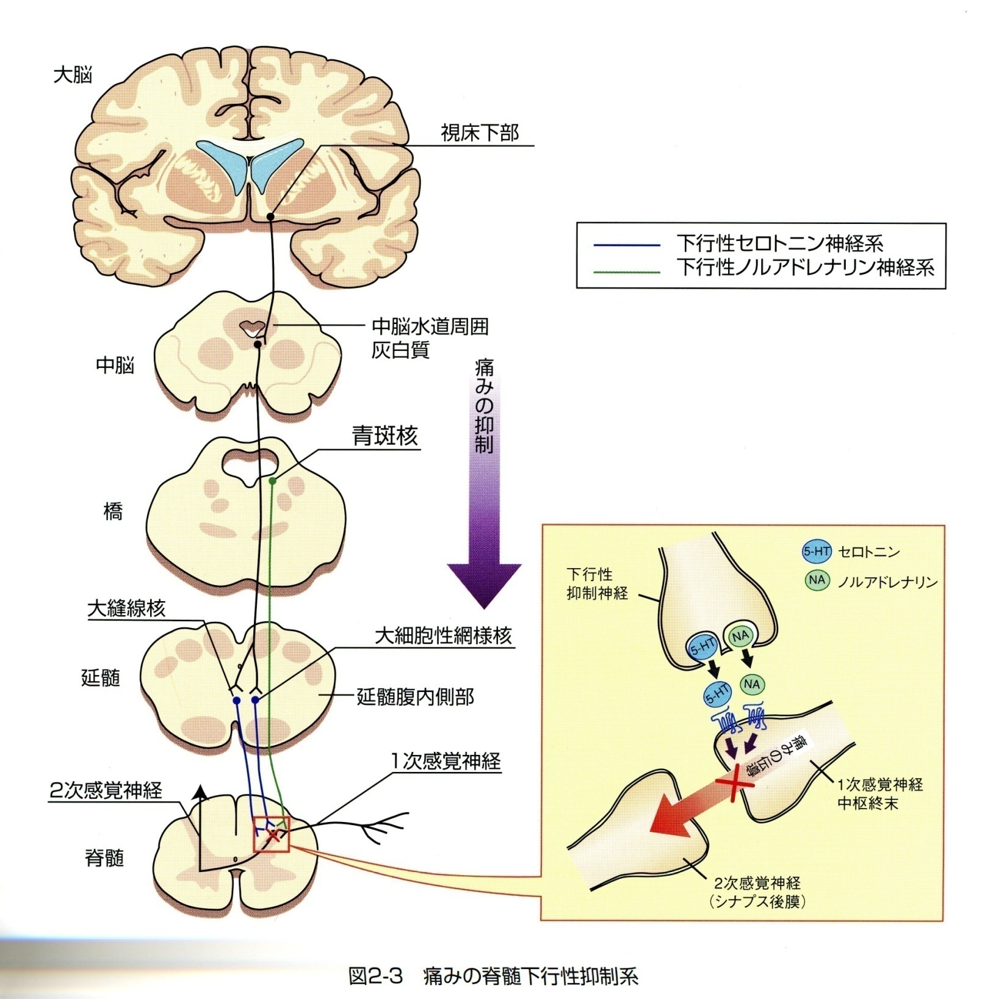 大脳
視床下部
下行性セロトニン神経系
下行性ノルアドレナリン神経系
中脳水道周囲
灰白質
中脳
痛みの抑制
青斑核
橋
大縫線核
大細胞性網様核
延髄
延髄腹内側部
1次感覚神経
2次感覚神経
脊髄
5-HT セロトニン
NA ノルアドレナリン
下行性
抑制神経
5-HT
NA
5-HT
NA
痛みの伝導
1次感覚神経
中枢終末
2次感覚神経
(シナプス後膜)
図2-3 痛みの脊髄下行性抑制系